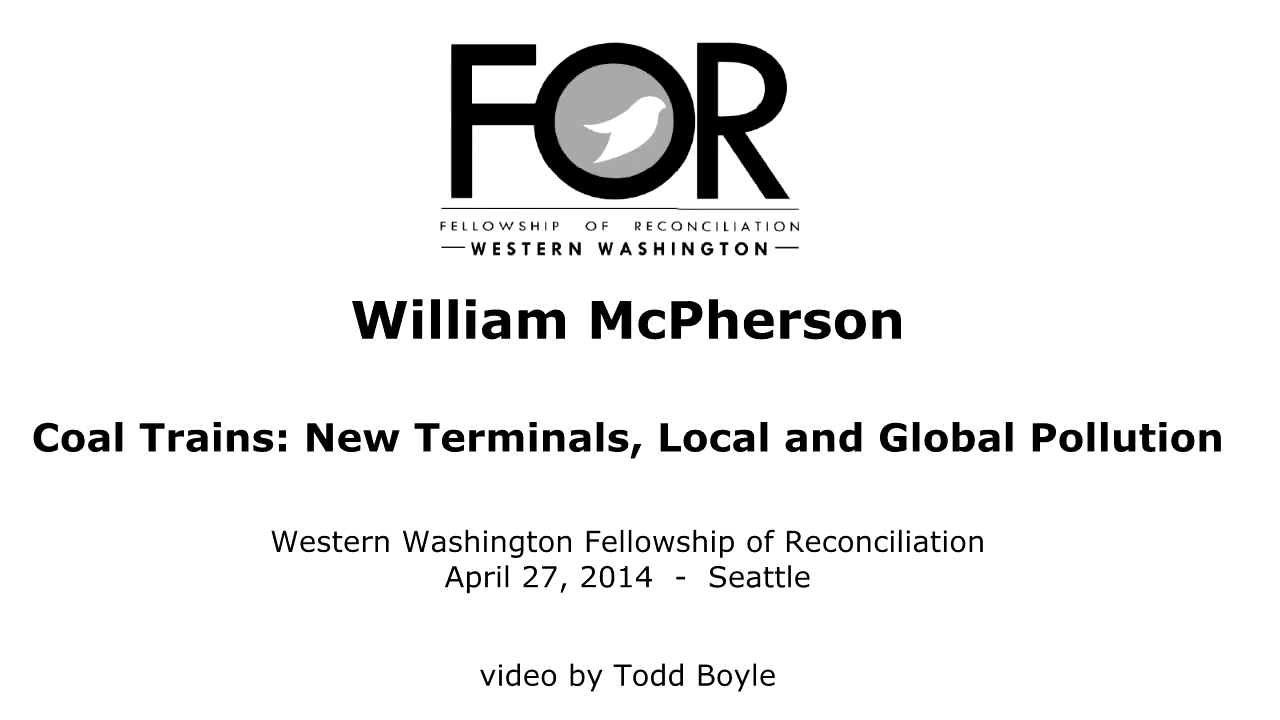 FOR
FELLOWSHIP OF RECONCILIATION
WESTERN WASHINGTON
William McPherson
Coal Trains: New Terminals, Local and Global Pollution
Western Washington Fellowship of Reconciliation
April 27, 2014 - Seattle
video by Todd Boyle